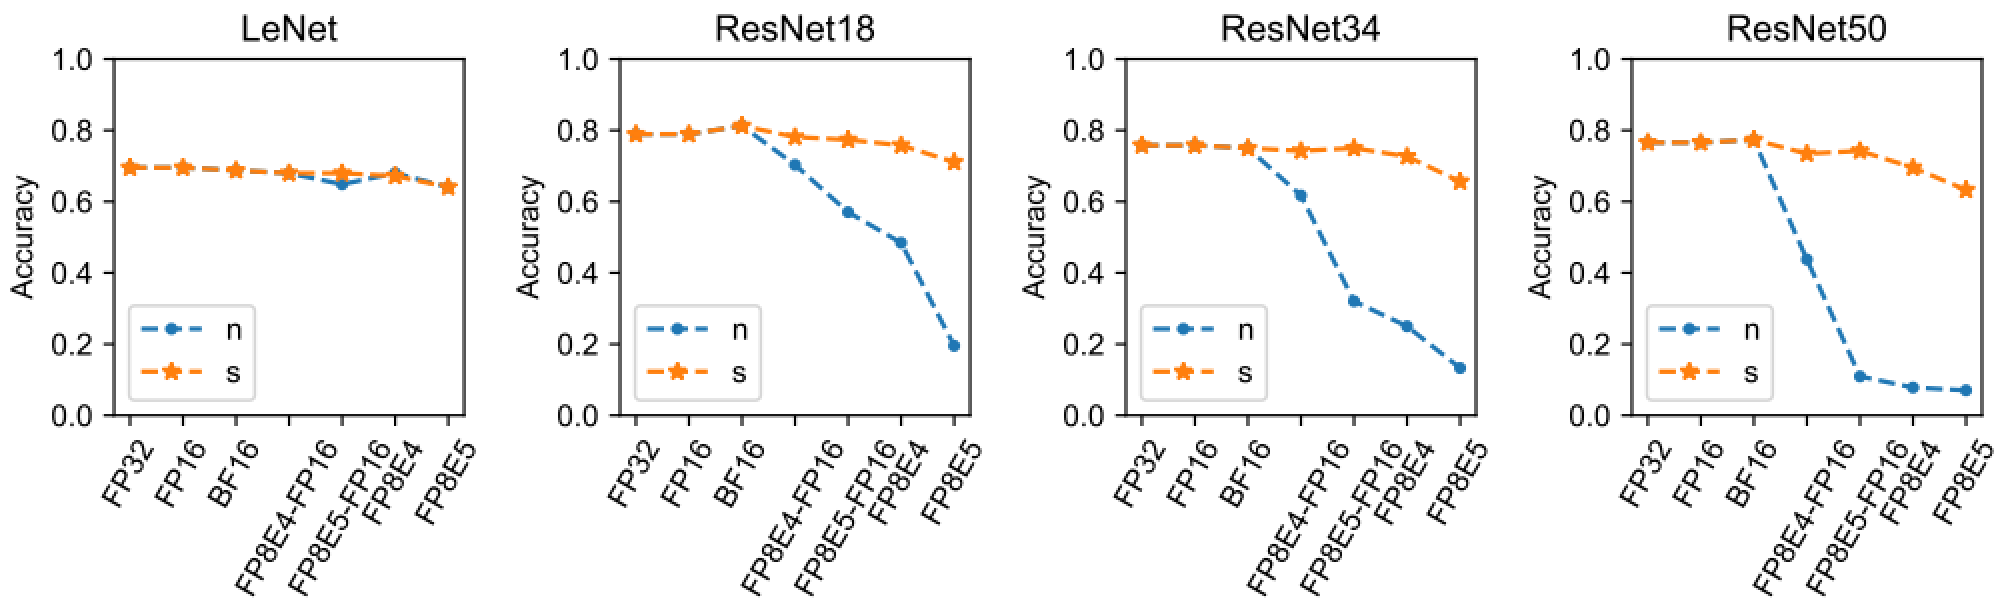 LeNet
Accuracy
1.0
0.8
0.6
0.4
0.2
0.0
n
s
FP32
FP16
BF16
FP8E4-FP16
FP8E5-FP16
FP8E4
FP8E5
ResNet18
Accuracy
1.0
0.8
0.6
0.4
0.2
0.0
n
s
FP32
FP16
BF16
FP8E4-FP16
FP8E5-FP16
FP8E4
FP8E5
ResNet34
Accuracy
1.0
0.8
0.6
0.4
0.2
0.0
n
s
FP32
FP16
BF16
FP8E4-FP16
FP8E5-FP16
FP8E4
FP8E5
ResNet50
Accuracy
1.0
0.8
0.6
0.4
0.2
0.0
n
s
FP32
FP16
BF16
FP8E4-FP16
FP8E5-FP16
FP8E4
FP8E5